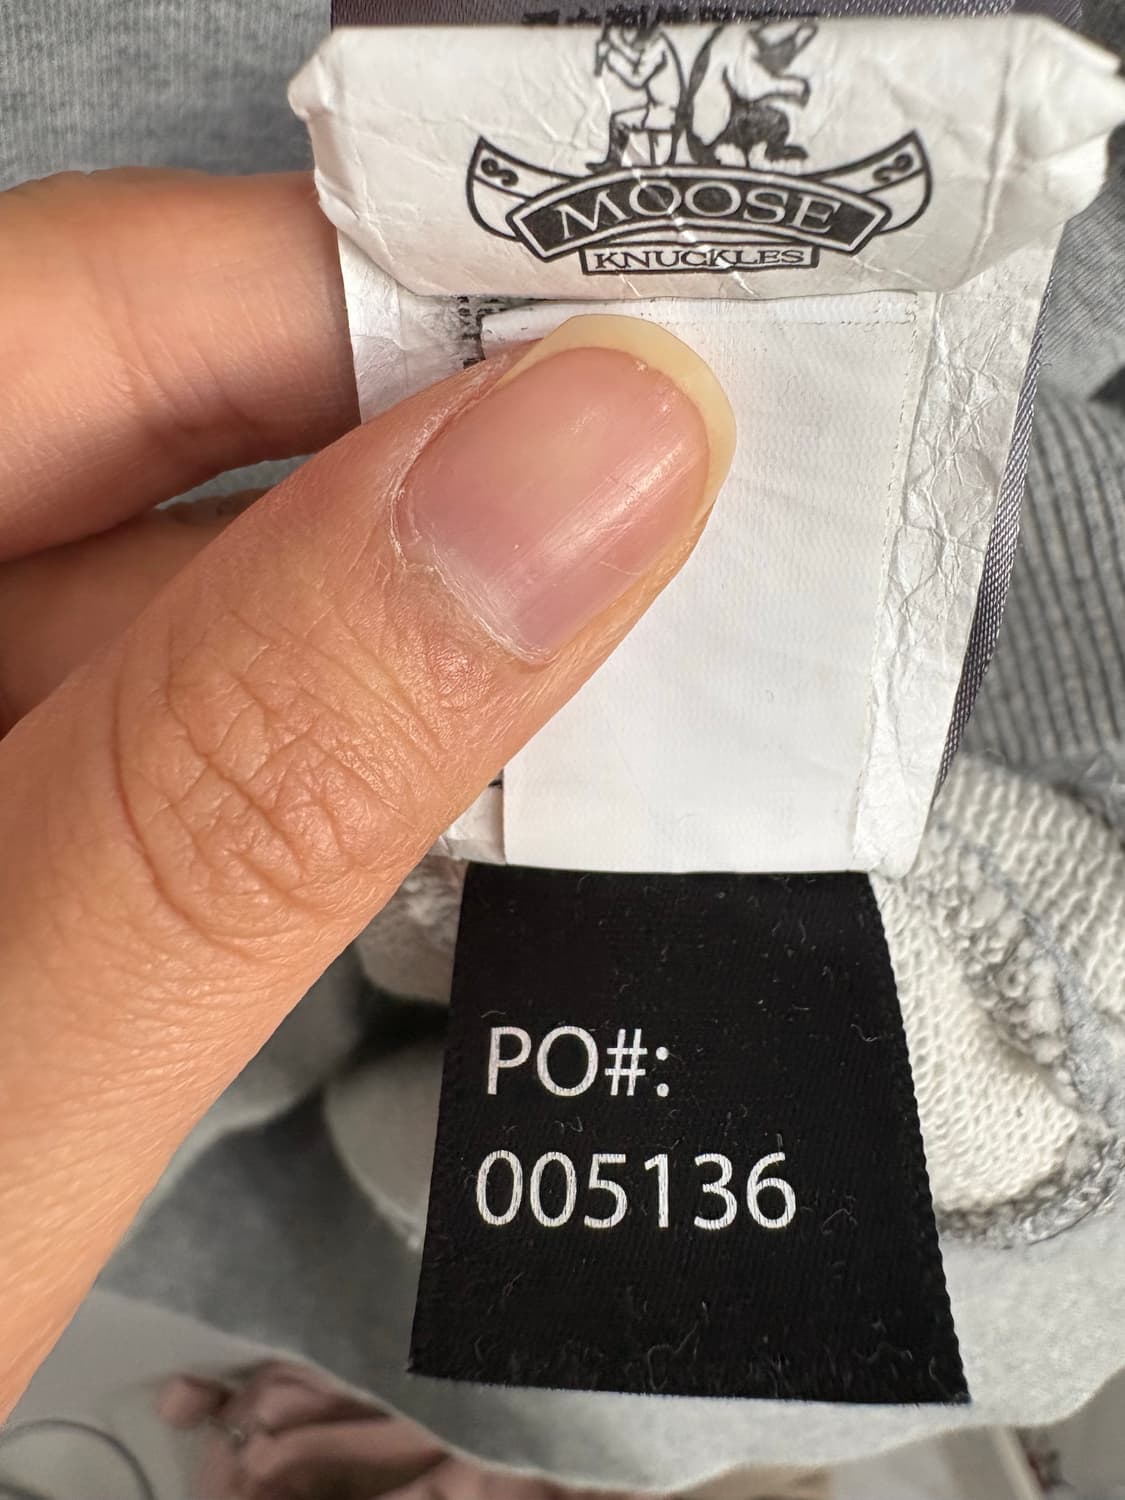 MOOSE
KNUCKLES
PO#:
005136